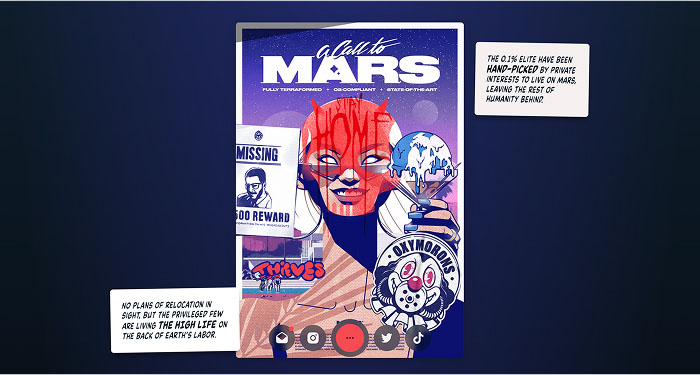 a Call to
MARS
FULLY TERRAFORMED + O2-COMPLIANT + STATE-OF-THE-ART
THE 0.1% ELITE HAVE BEEN
HAND-PICKED BY PRIVATE
INTERESTS TO LIVE ON MARS,
LEAVING THE REST OF
HUMANITY BEHIND.
STAY
HOME
MISSING
500 REWARD
OXYMORONS
THIEVES
NO PLANS OF RELOCATION IN
SIGHT, BUT THE PRIVILEGED FEW
ARE LIVING THE HIGH LIFE ON
THE BACK OF EARTH'S LABOR.